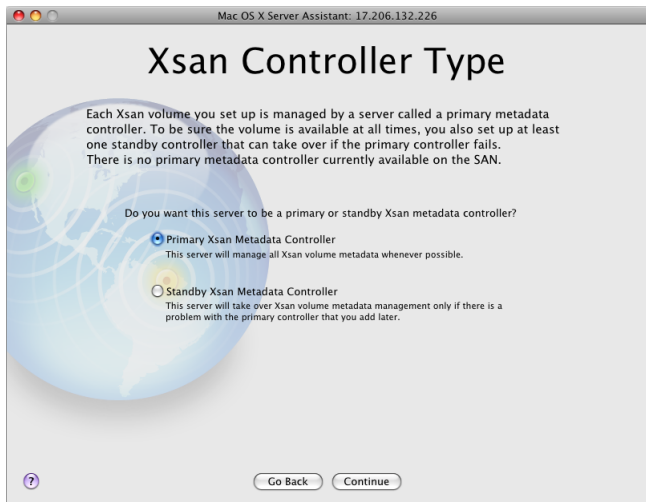 Mac OS X Server Assistant: 17.206.132.226
Xsan Controller Type
Each Xsan volume you set up is managed by a server called a primary metadata
controller. To be sure the volume is available at all times, you also set up at least
one standby controller that can take over if the primary controller fails.
There is no primary metadata controller currently available on the SAN.
Do you want this server to be a primary or standby Xsan metadata controller?
Primary Xsan Metadata Controller
This server will manage all Xsan volume metadata whenever possible.
Standby Xsan Metadata Controller
This server will take over Xsan volume metadata management only if there is a
problem with the primary controller that you add later.
?
Go Back
Continue